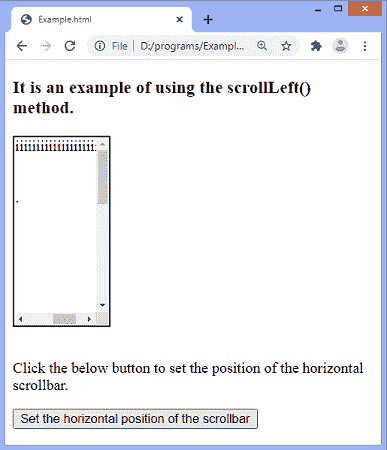 Example.html
File | D:/programs/Exampl...
It is an example of using the scrollLeft()
method.
.
Click the below button to set the position of the horizontal
scrollbar.
Set the horizontal position of the scrollbar